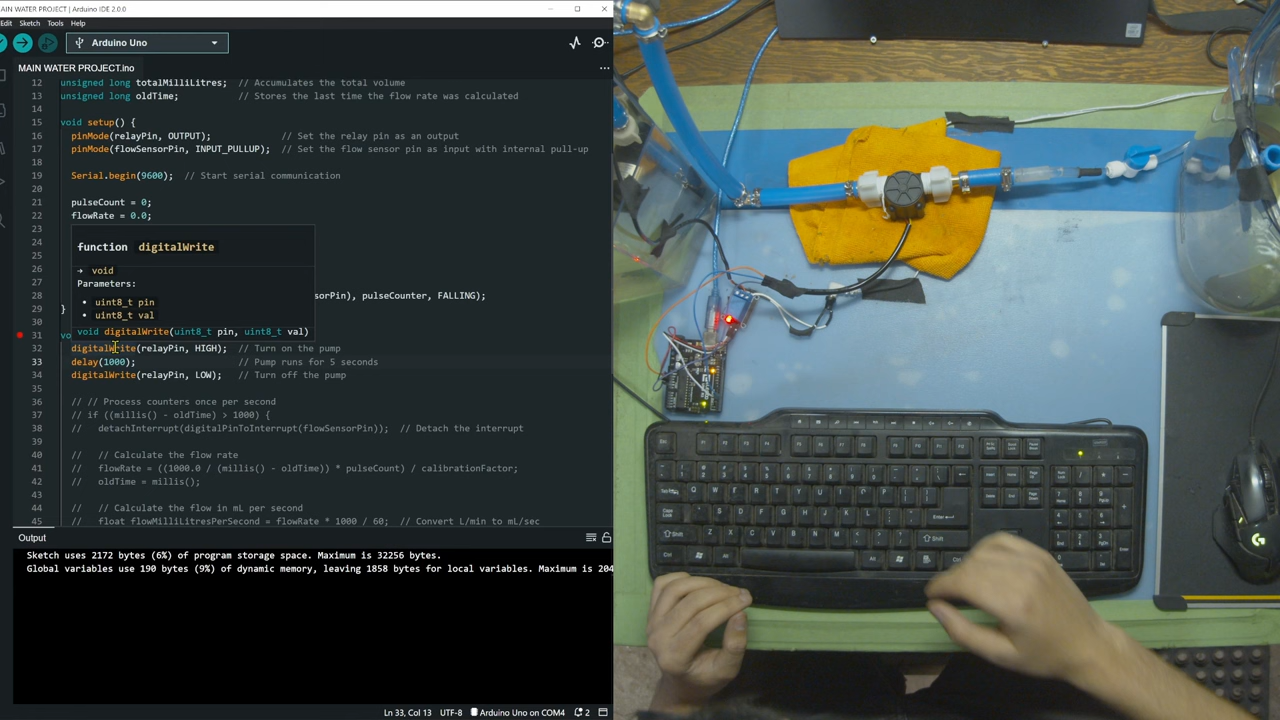 AIN WATER PROJECT | Arduino IDE 2.0.0
Edit Sketch Tools Help
Arduino Uno
MAIN WATER PROJECT.ino
12 unsigned long totalMilliLitres; // Accumulates the total volume
13 unsigned long oldTime; // Stores the last time the flow rate was calculated
14
15 void setup() {
16 pinMode(relayPin, OUTPUT); // Set the relay pin as an output
17 pinMode(flowSensorPin, INPUT_PULLUP); // Set the flow sensor pin as input with internal pull-up
18
19 Serial.begin(9600); // Start serial communication
20
21 pulseCount = 0;
22 flowRate = 0.0;
23
24 function digitalWrite
25
26 → void
27 Parameters:
• uint8_t pin
28 • uint8_t val sorPin), pulseCounter, FALLING);
29 }
30 void digitalWrite(uint8_t pin, uint8_t val)
31 vo
32 digitalWrite(relayPin, HIGH); // Turn on the pump
33 delay(1000); // Pump runs for 5 seconds
34 digitalWrite(relayPin, LOW); // Turn off the pump
35
36 // // Process counters once per second
37 // if ((millis() - oldTime) > 1000) {
38 // detachInterrupt(digitalPinToInterrupt(flowSensorPin)); // Detach the interrupt
39
40 // // Calculate the flow rate
41 // flowRate = ((1000.0 / (millis() - oldTime)) * pulseCount) / calibrationFactor;
42 // oldTime = millis();
43
44 // // Calculate the flow in mL per second
45 // float flowMilliLitresPerSecond = flowRate * 1000 / 60; // Convert L/min to mL/sec
Output
Sketch uses 2172 bytes (6%) of program storage space. Maximum is 32256 bytes.
Global variables use 190 bytes (9%) of dynamic memory, leaving 1858 bytes for local variables. Maximum is 204
Ln 33, Col 13 UTF-8 Arduino Uno on COM4 2